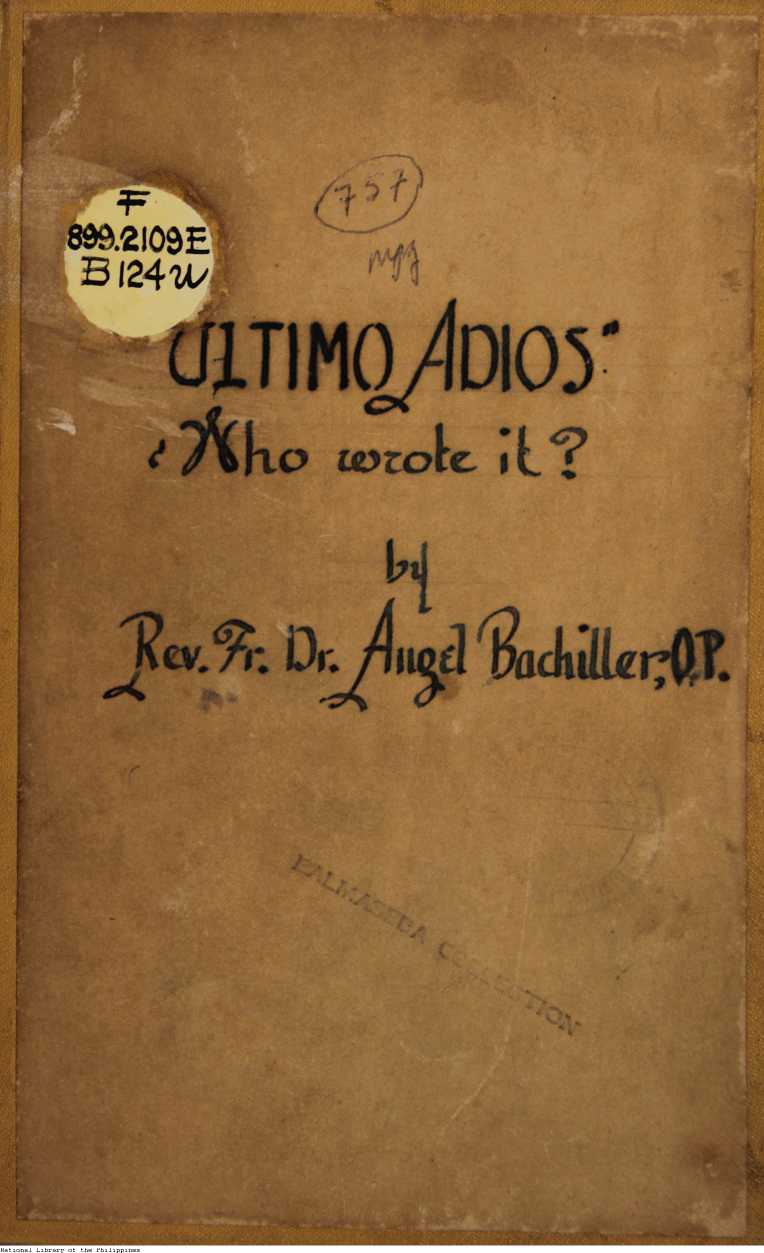 757
F
899.2109E
B124u
ULTIMO ADIOS"
¿Who wrote it?
by
Rev. Fr. Dr. Angel Bachiller, O.P.
BALMASEDA COLLECTION
National Library of the Philippines